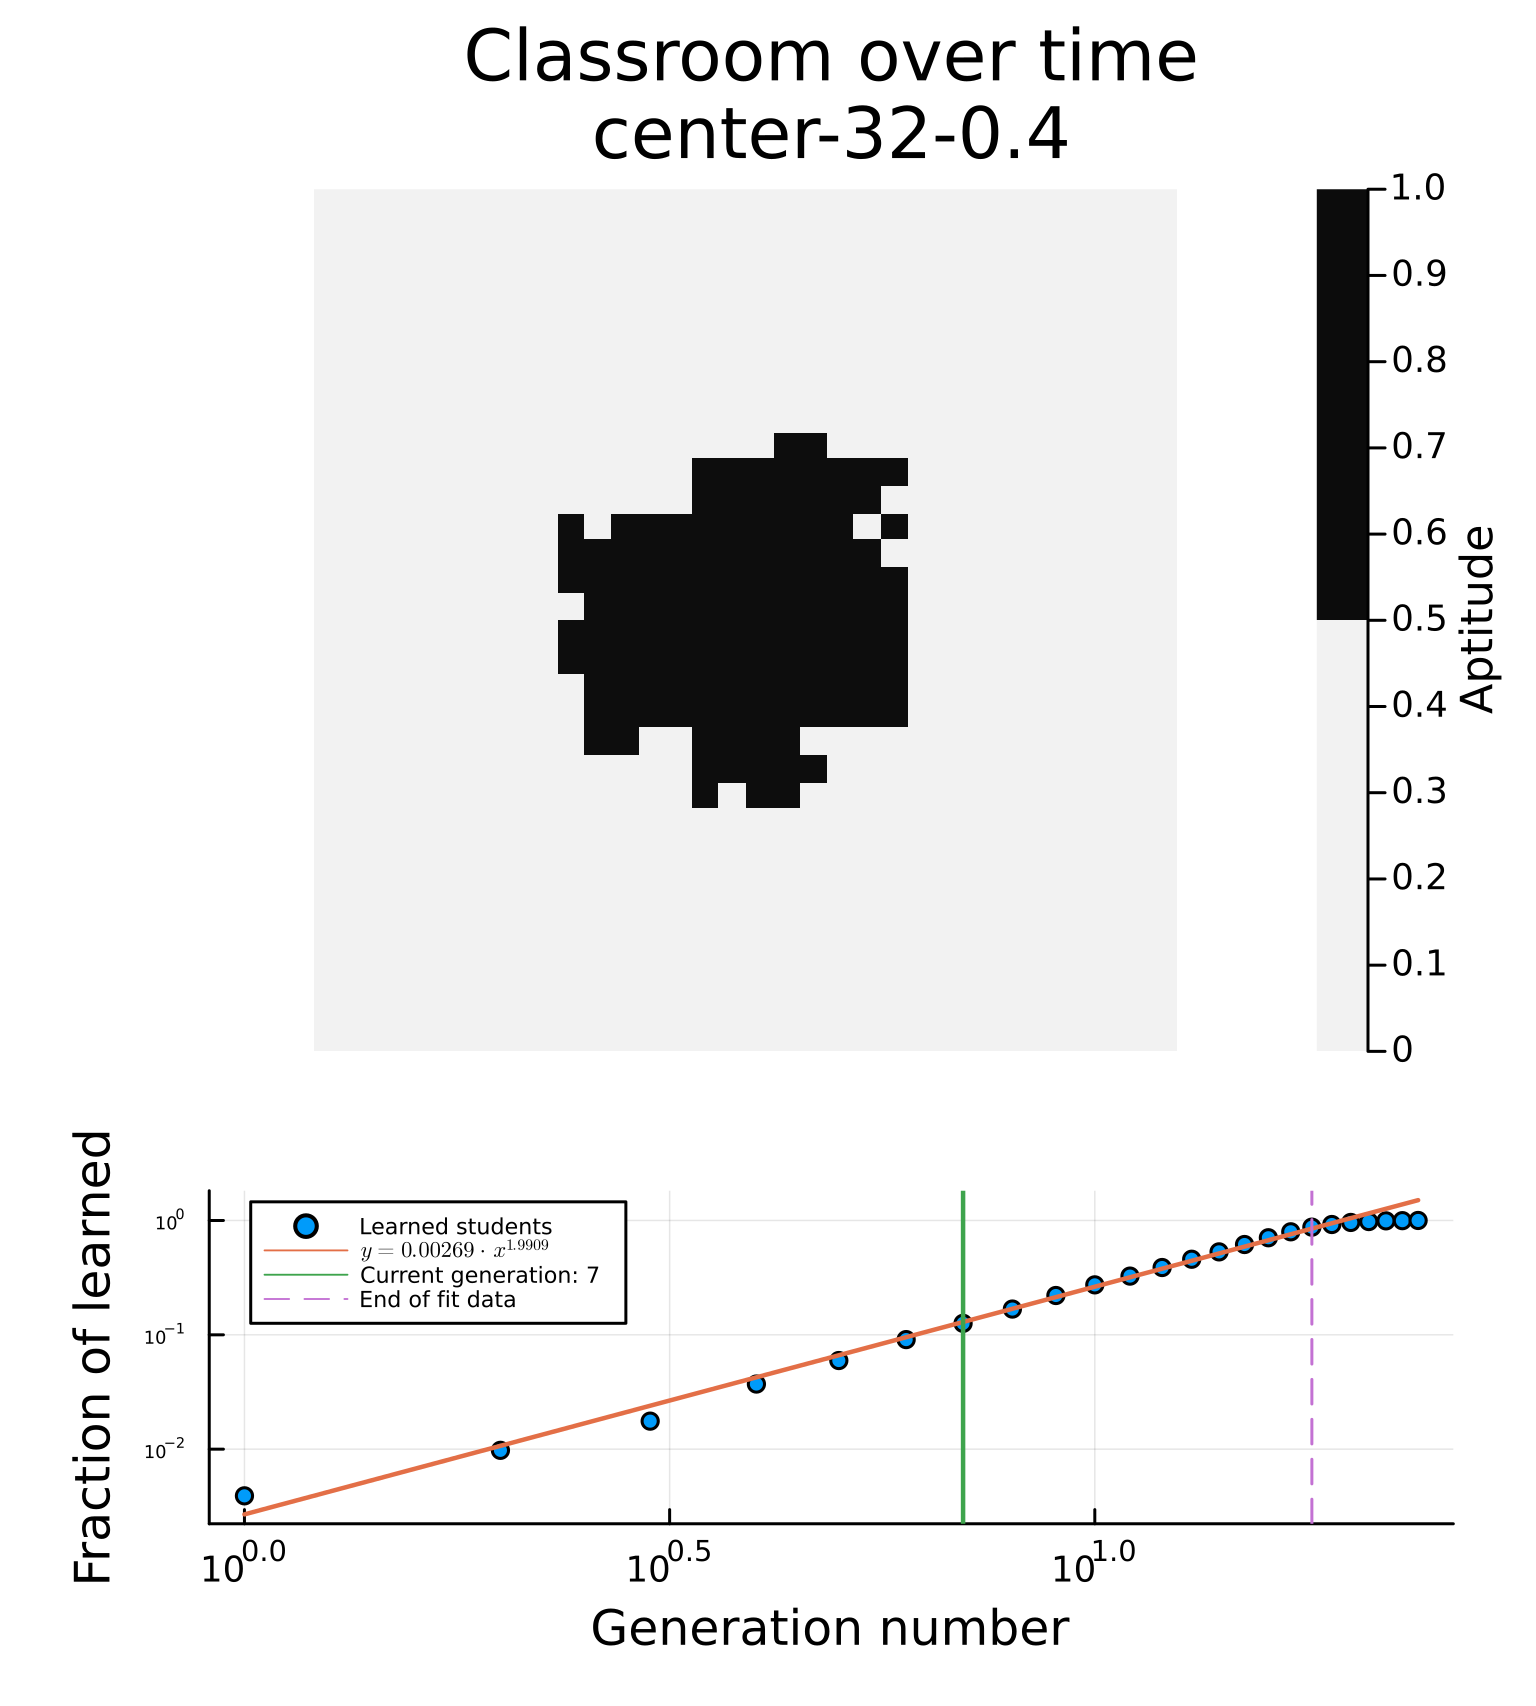 Classroom over time
center-32-0.4
1.0
0.9
0.8
0.7
0.6
0.5
0.4
0.3
0.2
0.1
0
Aptitude
Fraction of learned
10⁰
10⁻¹
10⁻²
Learned students
y = 0.00269 · x^1.9909
Current generation: 7
End of fit data
10^0.0
10^0.5
10^1.0
Generation number